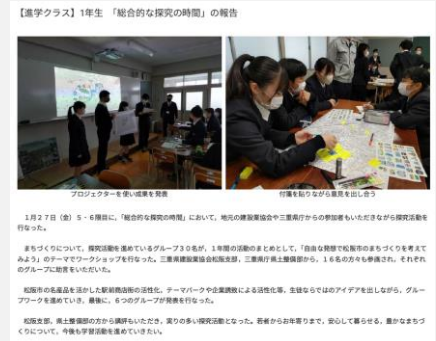 【進学クラス】1年生 「総合的な探究の時間」の報告
プロジェクターを使い成果を発表
付箋を貼りながら意見を出し合う
１月２７日（金）５・６限目に、「総合的な探究の時間」において、地元の建設業協会や三重県庁からの参加者もいただきながら探究活動を
行なった。
まちづくりについて、探究活動を進めているグループ３０名が、１年間の活動のまとめとして、「自由な発想で松阪市のまちづくりを考えて
みよう」のテーマでワークショップを行なった。三重県建設業協会松阪支部、三重県庁県土整備部から、１６名の方々も参画され、それぞれ
のグループに助言をいただいた。
松阪市の名産品を活かした駅前商店街の活性化、テーマパークや企業誘致による活性化等、生徒ならではのアイデアを出しながら、グルー
プワークを進めていき、最後に、６つのグループが発表を行なった。
松阪支部、県土整備部の方から講評もいただき、実りの多い探究活動となった。若者からお年寄りまで、安心して暮らせる、豊かなまちづ
くりについて、今後も学習活動を進めていきたい。